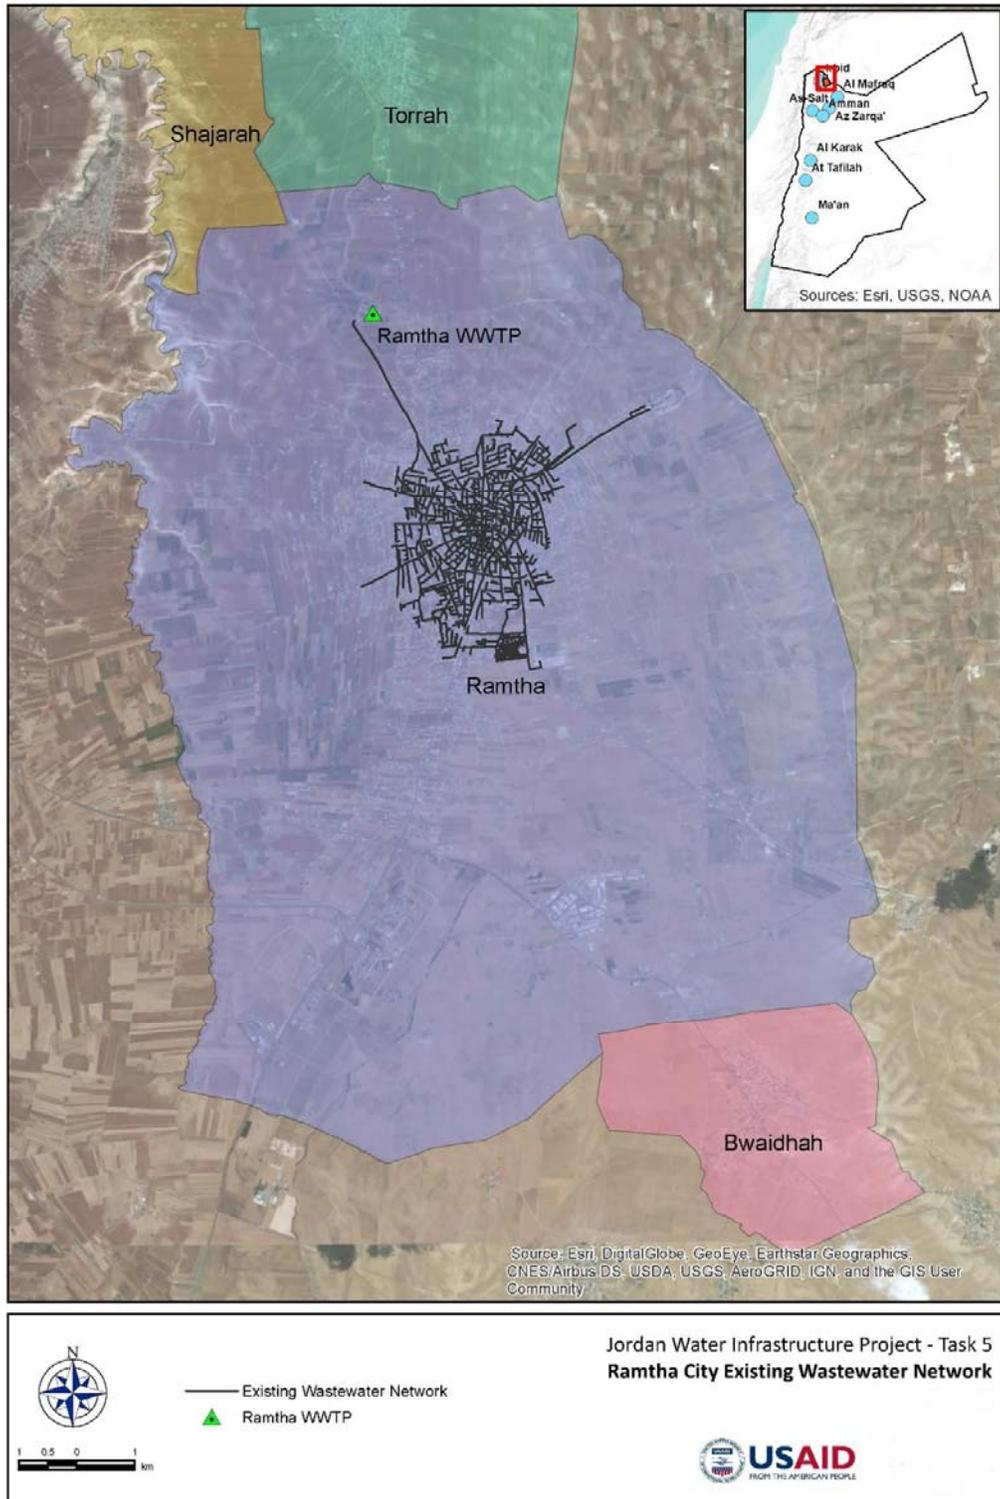 Shajarah
Torrah
Al Mafraq
As-Salt
Amman
Az Zarqa'
Al Karak
At Tafilah
Ma'an
Sources: Esri, USGS, NOAA
Ramtha WWTP
Ramtha
Bwaidhah
Source: Esri, DigitalGlobe, GeoEye, Earthstar Geographics,
CNES/Airbus DS, USDA, USGS, AeroGRID, IGN, and the GIS User
Community
Jordan Water Infrastructure Project - Task 5
Ramtha City Existing Wastewater Network
N
Existing Wastewater Network
Ramtha WWTP
1 0.5 0 1
km
USAID
FROM THE AMERICAN PEOPLE